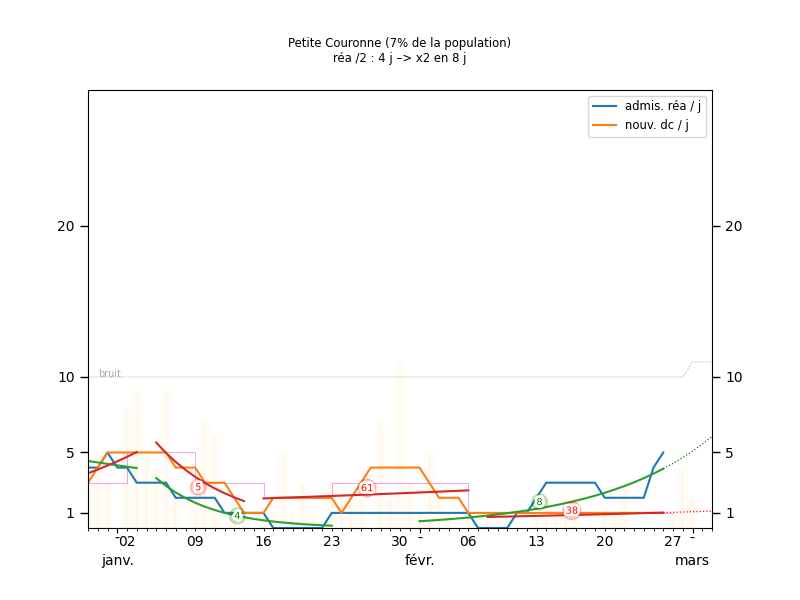 Petite Couronne (7% de la population)
réa /2 : 4 j –> x2 en 8 j
admis. réa / j
nouv. dc / j
20 20
bruit
10 10
5 5
5
61
8
4
38
1 1
02 09 16 23 30 06 13 20 27
janv. févr. mars